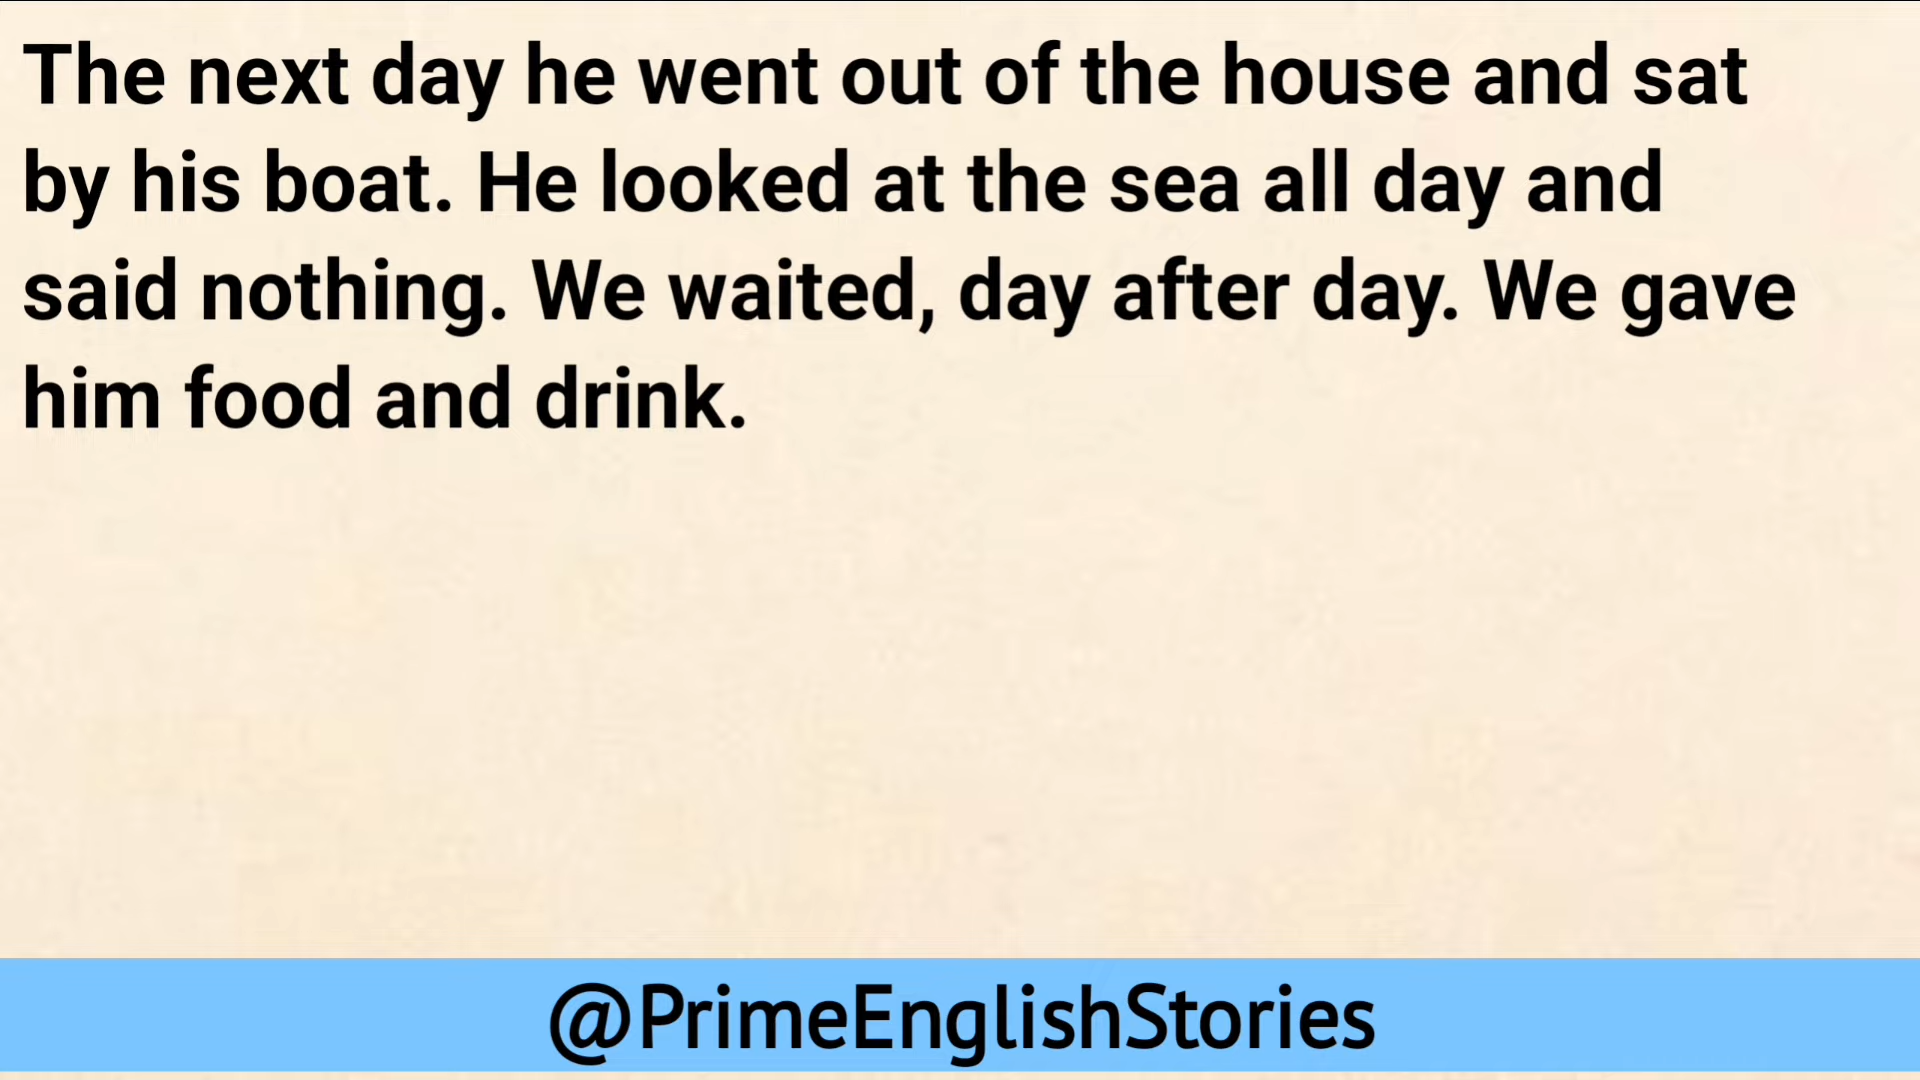 The next day he went out of the house and sat
by his boat. He looked at the sea all day and
said nothing. We waited, day after day. We gave
him food and drink.
@PrimeEnglishStories